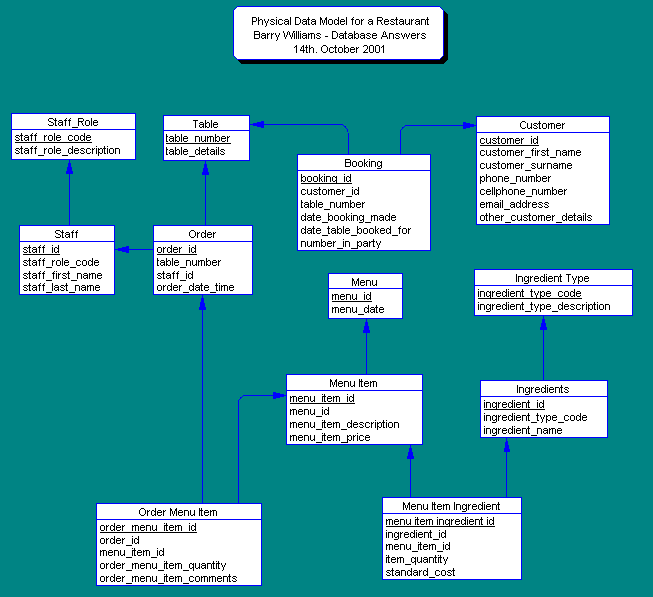 Physical Data Model for a Restaurant
Barry Williams - Database Answers
14th. October 2001
Staff_Role
staff_role_code
staff_role_description
Table
table_number
table_details
Customer
customer_id
customer_first_name
customer_surname
phone_number
cellphone_number
email_address
other_customer_details
Booking
booking_id
customer_id
table_number
date_booking_made
date_table_booked_for
number_in_party
Staff
staff_id
staff_role_code
staff_first_name
staff_last_name
Order
order_id
table_number
staff_id
order_date_time
Menu
menu_id
menu_date
Ingredient Type
ingredient_type_code
ingredient_type_description
Menu Item
menu_item_id
menu_id
menu_item_description
menu_item_price
Ingredients
ingredient_id
ingredient_type_code
ingredient_name
Order Menu Item
order_menu_item_id
order_id
menu_item_id
order_menu_item_quantity
order_menu_item_comments
Menu Item Ingredient
menu item ingredient id
ingredient_id
menu_item_id
item_quantity
standard_cost